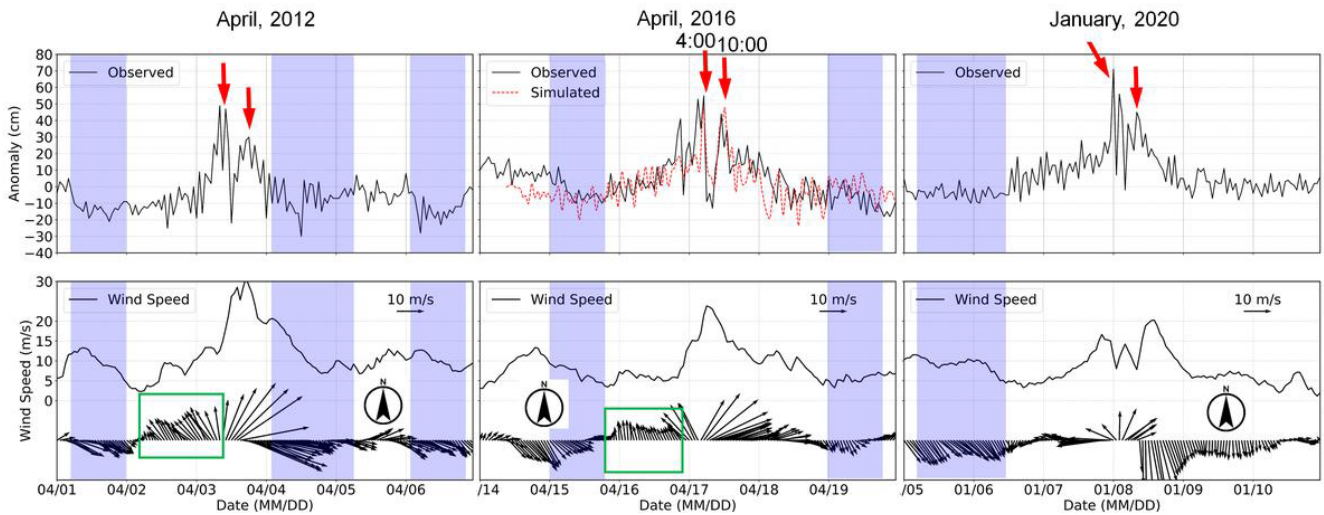 April, 2012
April, 2016
January, 2020
4:00
10:00
Anomaly (cm)
80
70
60
50
40
30
20
10
0
−10
−20
−30
−40
Observed
Observed
Simulated
Observed
Wind Speed (m/s)
30
20
15
10
5
0
Wind Speed
10 m/s
N
Wind Speed
10 m/s
N
Wind Speed
10 m/s
N
04/01 04/02 04/03 04/04 04/05 04/06
/14 04/15 04/16 04/17 04/18 04/19
/05 01/06 01/07 01/08 01/09 01/10
Date (MM/DD)
Date (MM/DD)
Date (MM/DD)